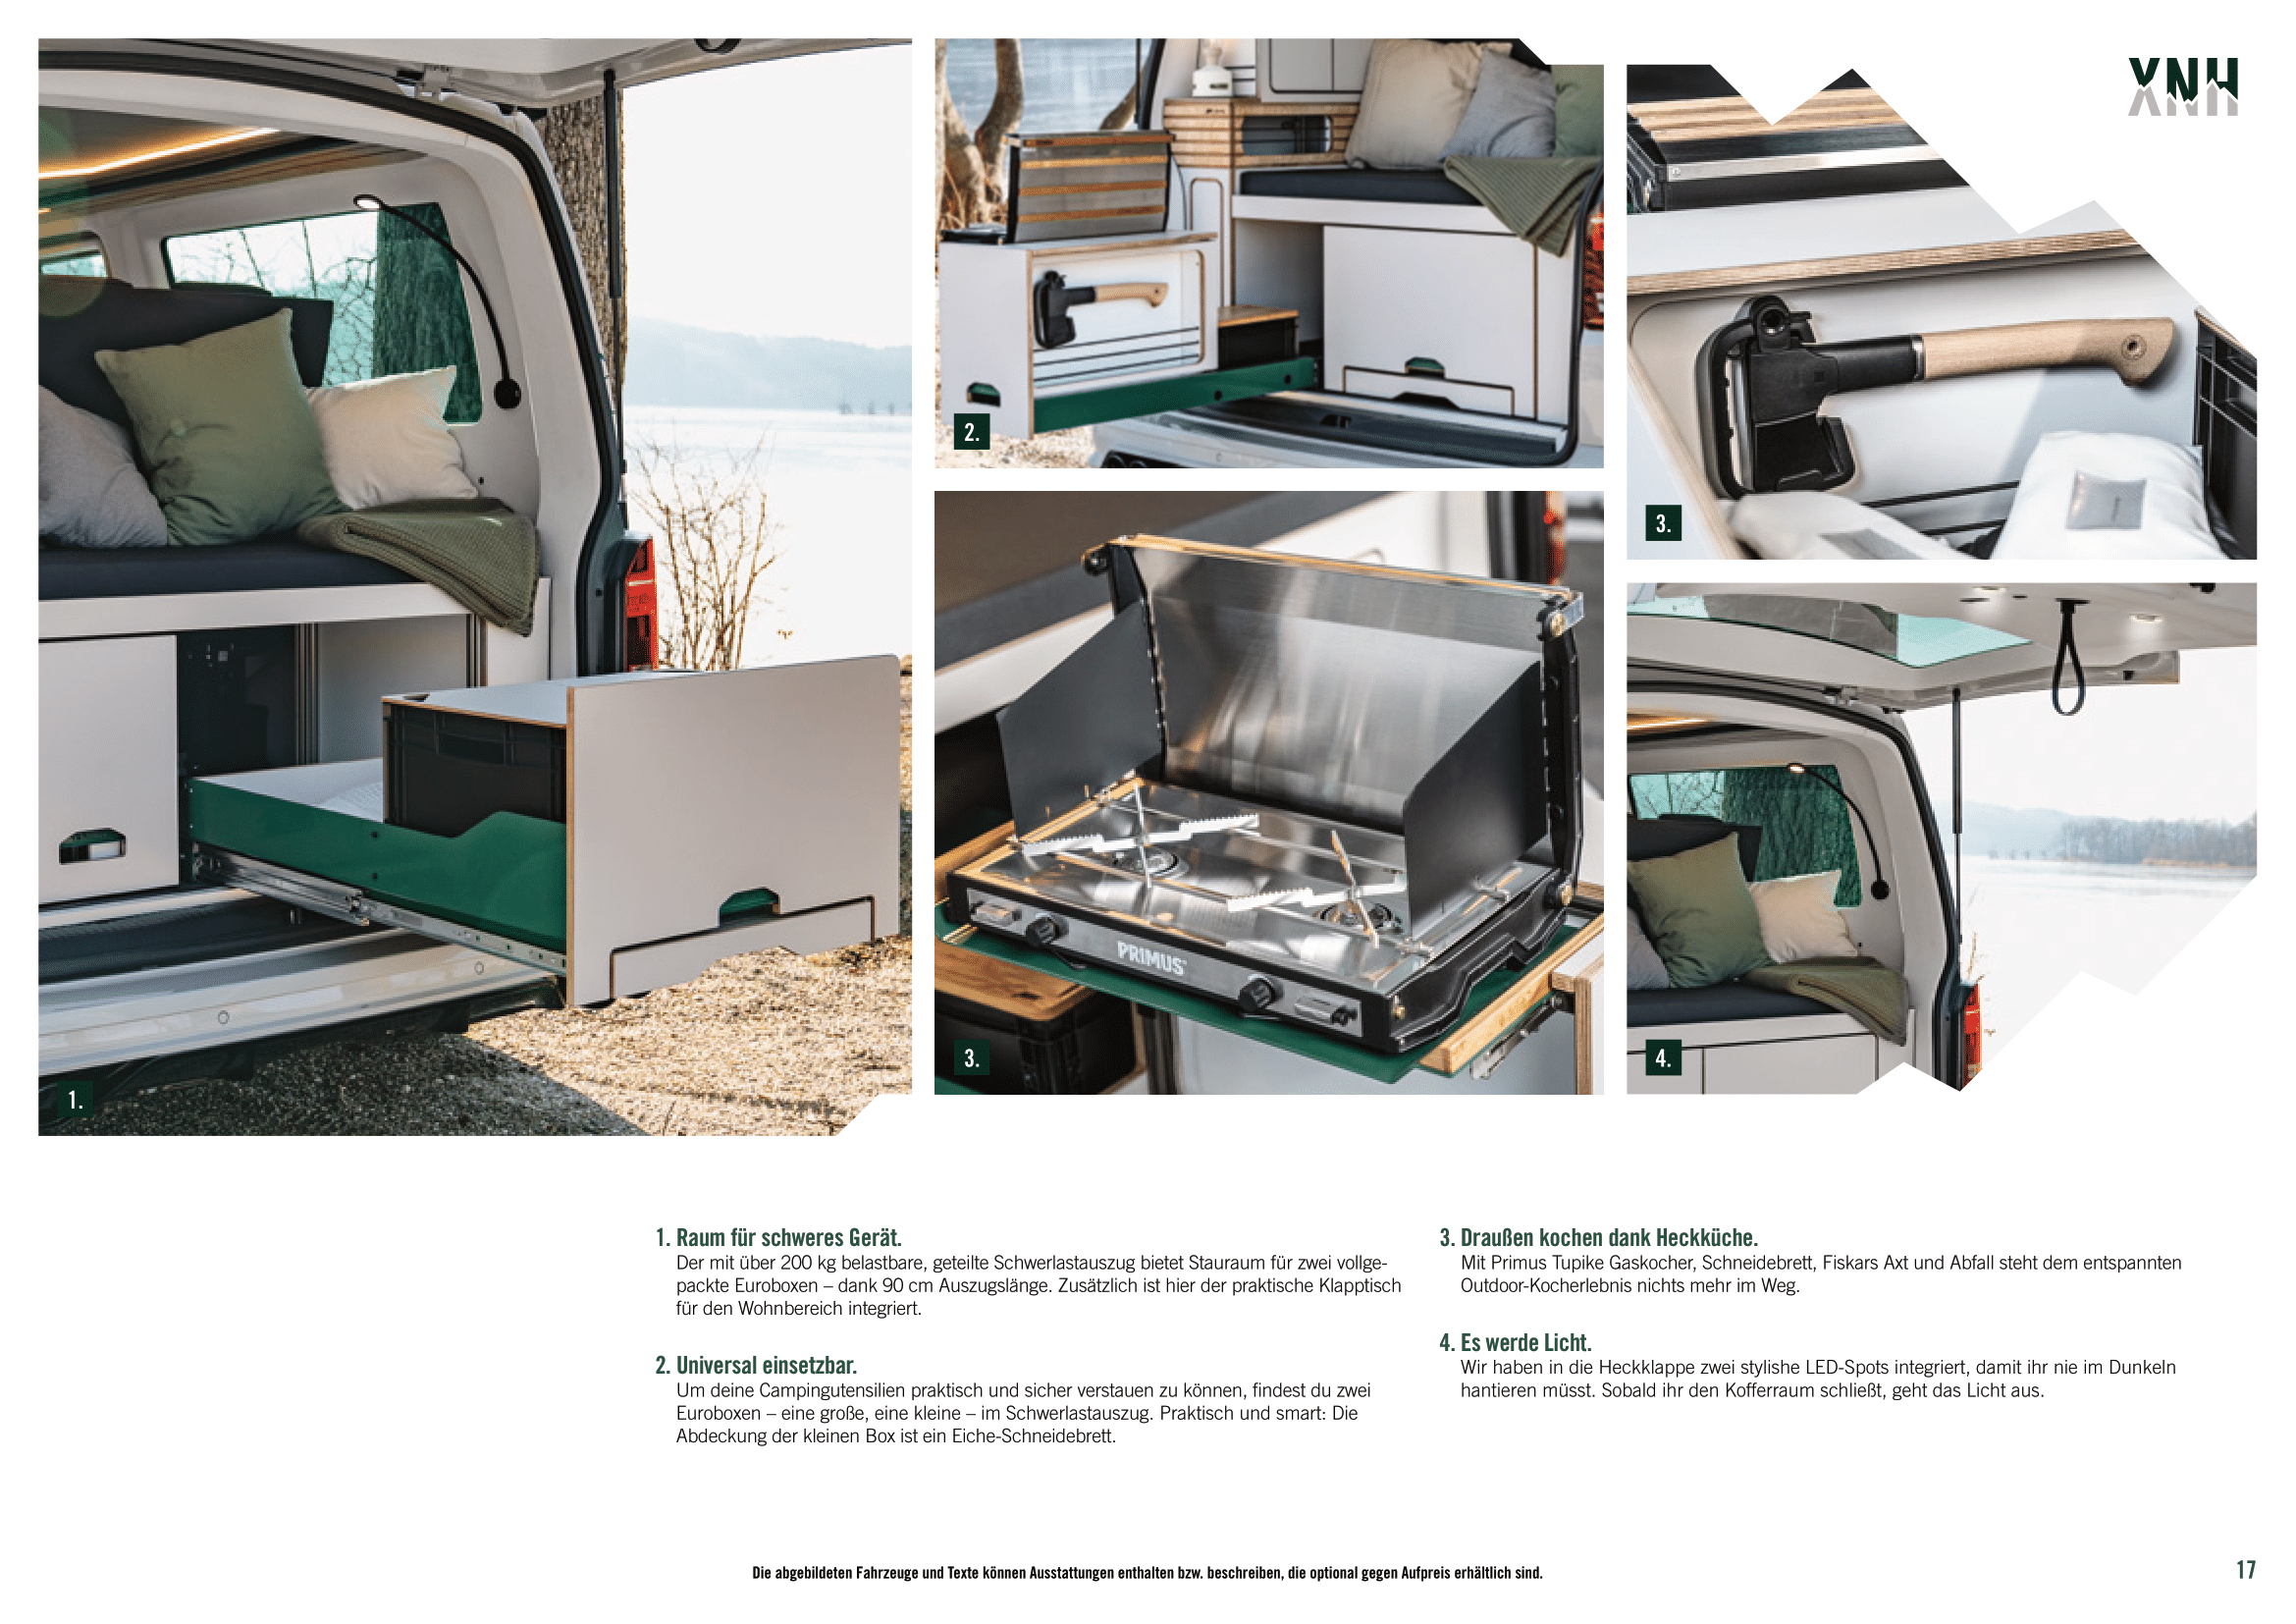 VNH
1.
2.
3.
PRIMUS
3.
4.
1. Raum für schweres Gerät.
Der mit über 200 kg belastbare, geteilte Schwerlastauszug bietet Stauraum für zwei vollge-
packte Euroboxen – dank 90 cm Auszugslänge. Zusätzlich ist hier der praktische Klapptisch
für den Wohnbereich integriert.
2. Universal einsetzbar.
Um deine Campingutensilien praktisch und sicher verstauen zu können, findest du zwei
Euroboxen – eine große, eine kleine – im Schwerlastauszug. Praktisch und smart: Die
Abdeckung der kleinen Box ist ein Eiche-Schneidebrett.
3. Draußen kochen dank Heckküche.
Mit Primus Tupike Gaskocher, Schneidebrett, Fiskars Axt und Abfall steht dem entspannten
Outdoor-Kocherlebnis nichts mehr im Weg.
4. Es werde Licht.
Wir haben in die Heckklappe zwei stylishe LED-Spots integriert, damit ihr nie im Dunkeln
hantieren müsst. Sobald ihr den Kofferraum schließt, geht das Licht aus.
Die abgebildeten Fahrzeuge und Texte können Ausstattungen enthalten bzw. beschreiben, die optional gegen Aufpreis erhältlich sind.
17